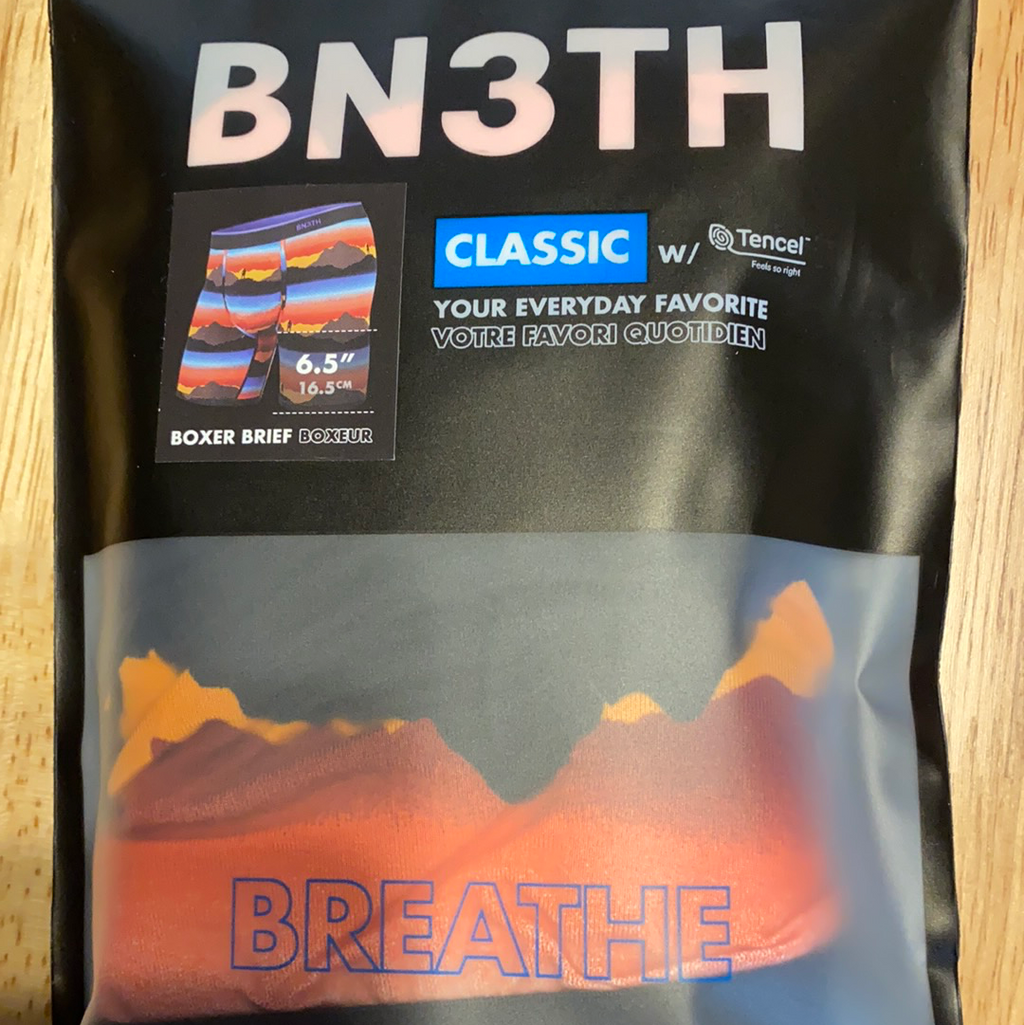 BN3TH
BN3TH
CLASSIC w/ Tencel™
Feels so right
YOUR EVERYDAY FAVORITE
VOTRE FAVORI QUOTIDIEN
6.5"
16.5CM
BOXER BRIEF BOXEUR
BREATHE